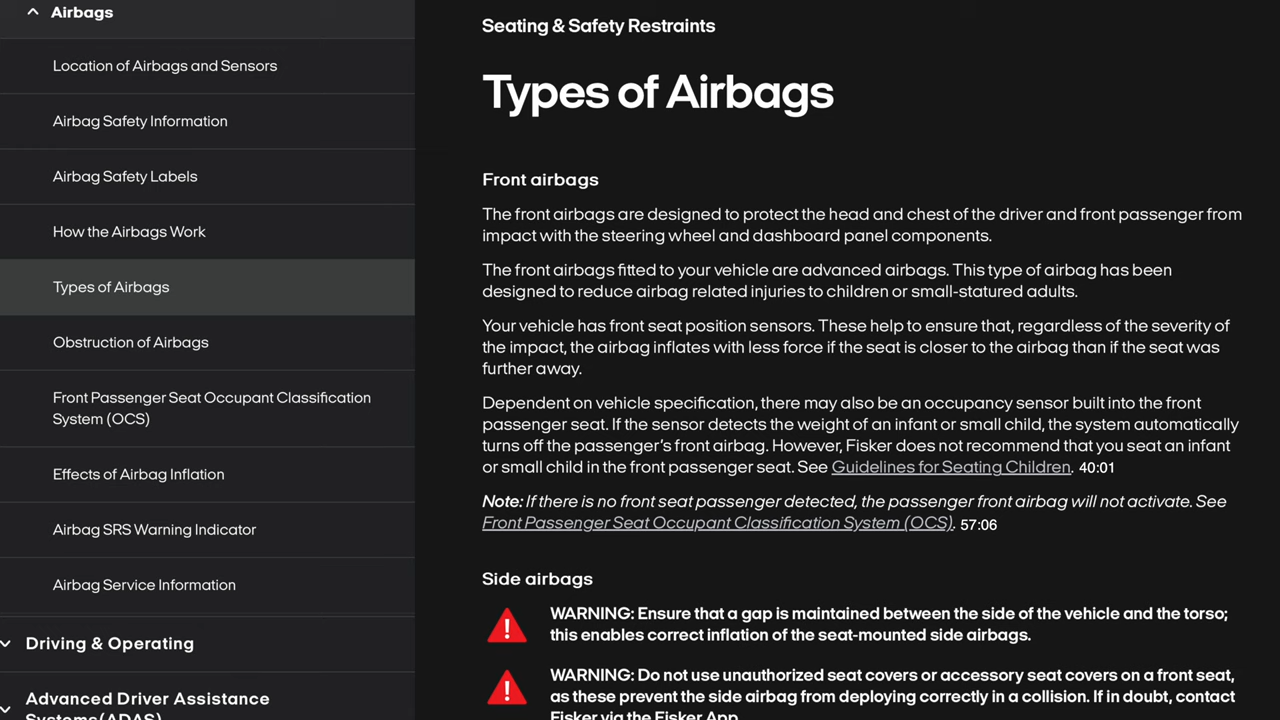 Airbags
Location of Airbags and Sensors
Airbag Safety Information
Airbag Safety Labels
How the Airbags Work
Types of Airbags
Obstruction of Airbags
Front Passenger Seat Occupant Classification
System (OCS)
Effects of Airbag Inflation
Airbag SRS Warning Indicator
Airbag Service Information
Driving & Operating
Advanced Driver Assistance
Systems(ADAS)
Seating & Safety Restraints
Types of Airbags
Front airbags
The front airbags are designed to protect the head and chest of the driver and front passenger from
impact with the steering wheel and dashboard panel components.
The front airbags fitted to your vehicle are advanced airbags. This type of airbag has been
designed to reduce airbag related injuries to children or small-statured adults.
Your vehicle has front seat position sensors. These help to ensure that, regardless of the severity of
the impact, the airbag inflates with less force if the seat is closer to the airbag than if the seat was
further away.
Dependent on vehicle specification, there may also be an occupancy sensor built into the front
passenger seat. If the sensor detects the weight of an infant or small child, the system automatically
turns off the passenger's front airbag. However, Fisker does not recommend that you seat an infant
or small child in the front passenger seat. See Guidelines for Seating Children. 40:01
Note: If there is no front seat passenger detected, the passenger front airbag will not activate. See
Front Passenger Seat Occupant Classification System (OCS). 57:06
Side airbags
WARNING: Ensure that a gap is maintained between the side of the vehicle and the torso;
this enables correct inflation of the seat-mounted side airbags.
WARNING: Do not use unauthorized seat covers or accessory seat covers on a front seat,
as these prevent the side airbag from deploying correctly in a collision. If in doubt, contact
Fisker via the Fisker App.